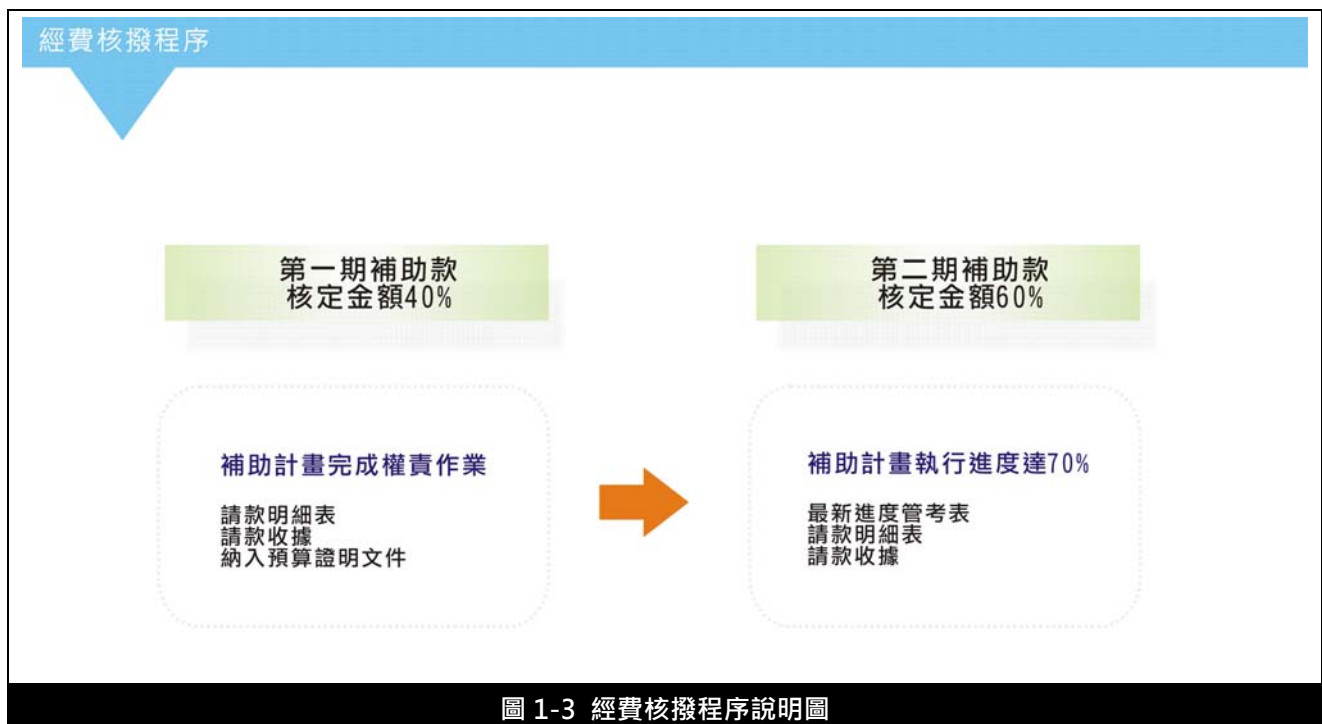 經費核撥程序
第一期補助款
核定金額40%
補助計畫完成權責作業
請款明細表
請款收據
納入預算證明文件
第二期補助款
核定金額60%
補助計畫執行進度達70%
最新進度管考表
請款明細表
請款收據
圖 1-3 經費核撥程序說明圖